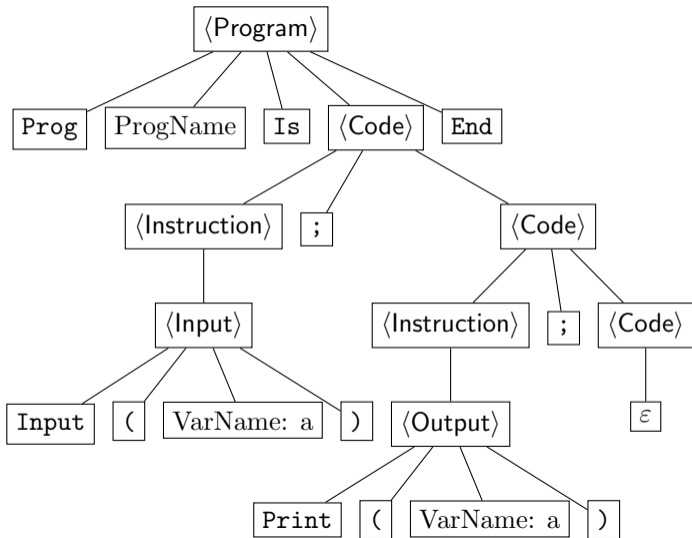 ⟨Program⟩
Prog ProgName Is ⟨Code⟩ End
⟨Instruction⟩ ; ⟨Code⟩
⟨Input⟩ ⟨Instruction⟩ ; ⟨Code⟩
Input ( VarName: a ) ⟨Output⟩ ε
Print ( VarName: a )